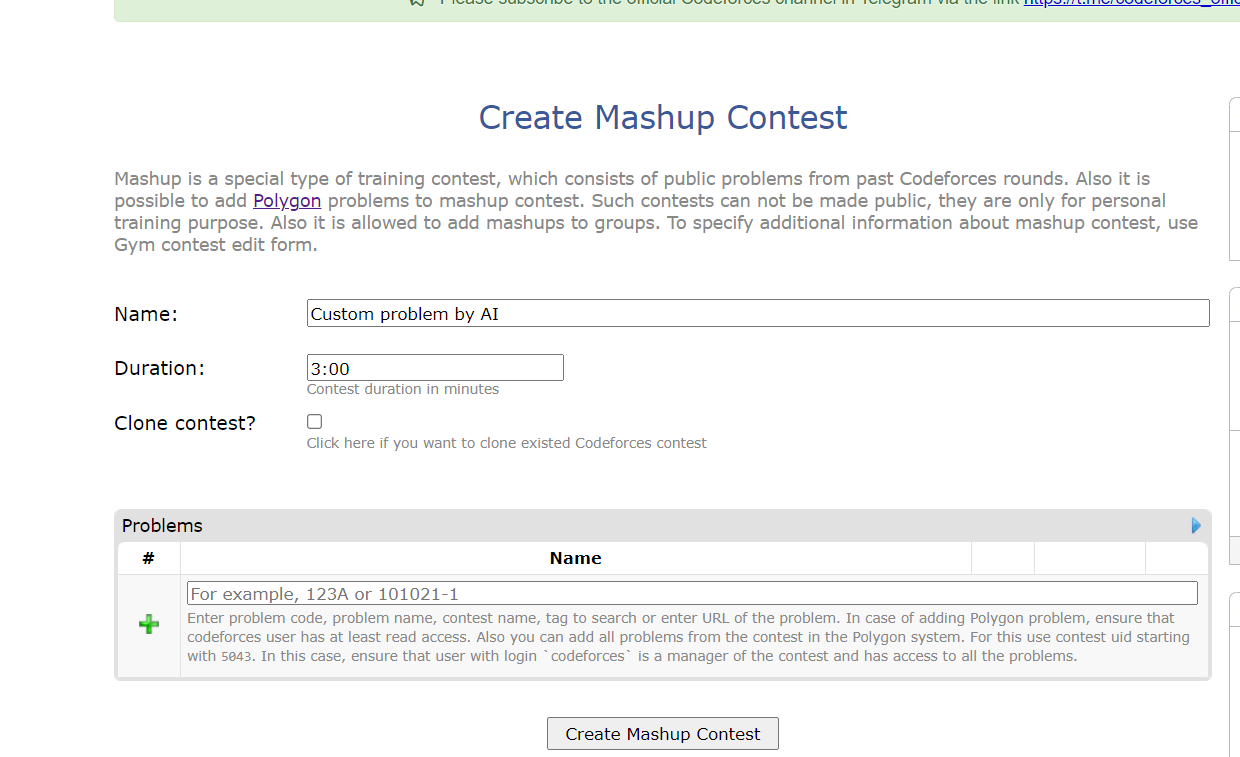 Please subscribe to the official Codeforces channel in Telegram via the link https://t.me/codeforces_offic
Create Mashup Contest
Mashup is a special type of training contest, which consists of public problems from past Codeforces rounds. Also it is
possible to add Polygon problems to mashup contest. Such contests can not be made public, they are only for personal
training purpose. Also it is allowed to add mashups to groups. To specify additional information about mashup contest, use
Gym contest edit form.
Name:
Custom problem by AI
Duration:
3:00
Contest duration in minutes
Clone contest?
Click here if you want to clone existed Codeforces contest
Problems
# Name
For example, 123A or 101021-1
Enter problem code, problem name, contest name, tag to search or enter URL of the problem. In case of adding Polygon problem, ensure that
codeforces user has at least read access. Also you can add all problems from the contest in the Polygon system. For this use contest uid starting
with 5043. In this case, ensure that user with login `codeforces` is a manager of the contest and has access to all the problems.
Create Mashup Contest